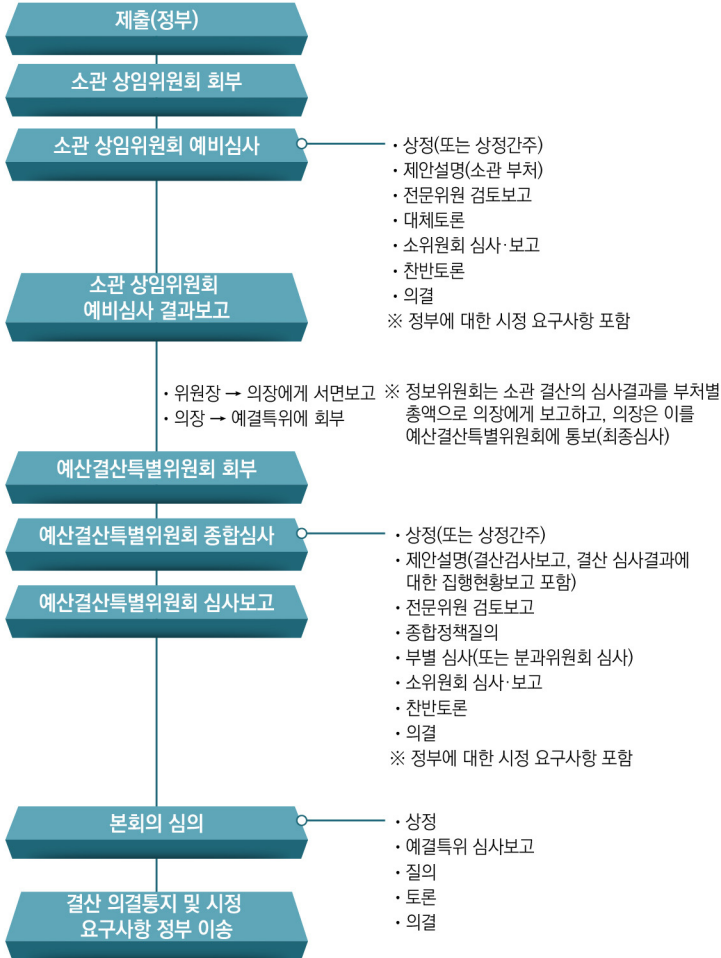 제출(정부)
소관 상임위원회 회부
소관 상임위원회 예비심사
• 상정(또는 상정간주)
• 제안설명(소관 부처)
• 전문위원 검토보고
• 대체토론
• 소위원회 심사·보고
• 찬반토론
• 의결
※ 정부에 대한 시정 요구사항 포함
소관 상임위원회
예비심사 결과보고
• 위원장 → 의장에게 서면보고
• 의장 → 예결특위에 회부
※ 정보위원회는 소관 결산의 심사결과를 부처별
총액으로 의장에게 보고하고, 의장은 이를
예산결산특별위원회에 통보(최종심사)
예산결산특별위원회 회부
예산결산특별위원회 종합심사
• 상정(또는 상정간주)
• 제안설명(결산검사보고, 결산 심사결과에
대한 집행현황보고 포함)
• 전문위원 검토보고
• 종합정책질의
• 부별 심사(또는 분과위원회 심사)
• 소위원회 심사·보고
• 찬반토론
• 의결
※ 정부에 대한 시정 요구사항 포함
예산결산특별위원회 심사보고
본회의 심의
• 상정
• 예결특위 심사보고
• 질의
• 토론
• 의결
결산 의결통지 및 시정
요구사항 정부 이송